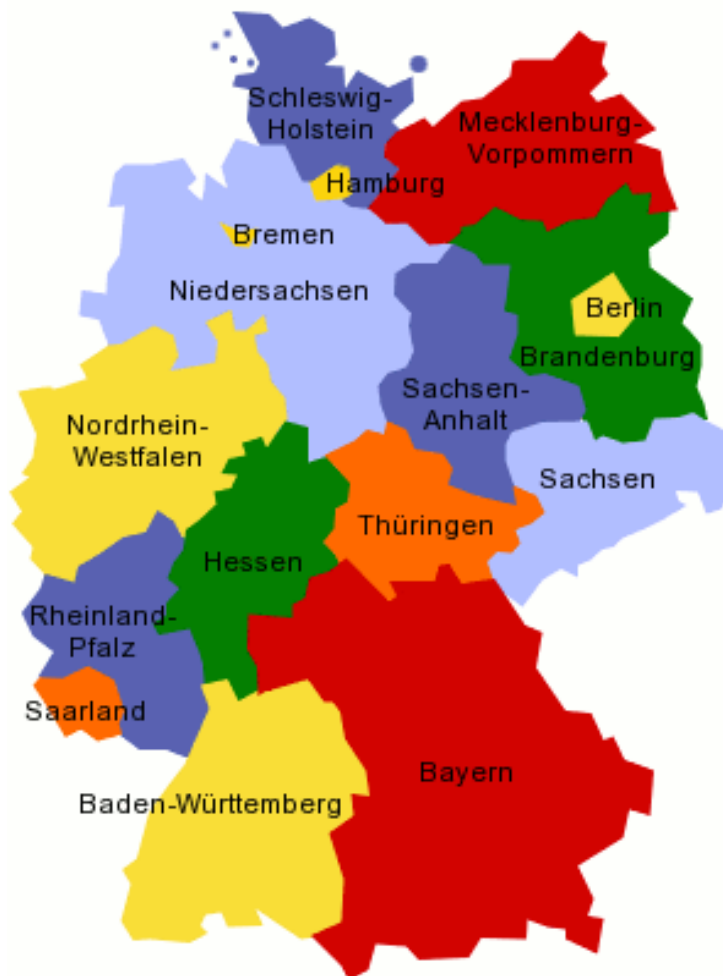 Schleswig-
Holstein
Mecklenburg-
Vorpommern
Hamburg
Bremen
Niedersachsen
Berlin
Brandenburg
Sachsen-
Anhalt
Nordrhein-
Westfalen
Sachsen
Thüringen
Hessen
Rheinland-
Pfalz
Saarland
Bayern
Baden-Württemberg